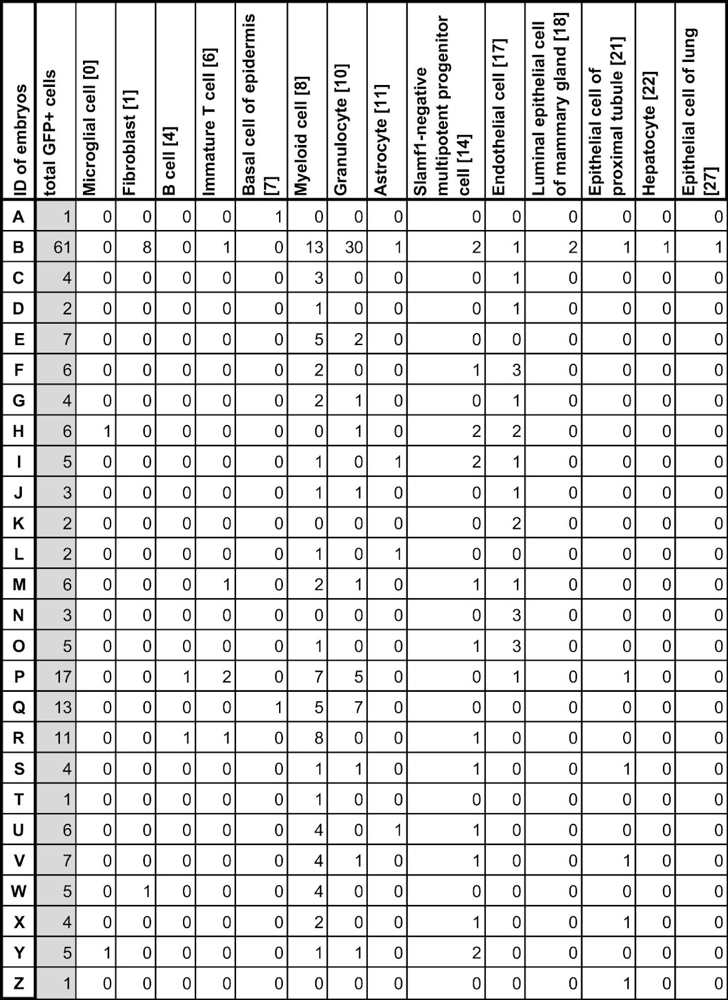 ID of embryos
total GFP+ cells
Microglial cell [0]
Fibroblast [1]
B cell [4]
Immature T cell [6]
Basal cell of epidermis
[7]
Myeloid cell [8]
Granulocyte [10]
Astrocyte [11]
Slamf1-negative
multipotent progenitor
cell [14]
Endothelial cell [17]
Luminal epithelial cell
of mammary gland [18]
Epithelial cell of
proximal tubule [21]
Hepatocyte [22]
Epithelial cell of lung
[27]
A 1 0 0 0 0 1 0 0 0 0 0 0 0 0 0
B 61 0 8 0 1 0 13 30 1 2 1 2 1 1 1
C 4 0 0 0 0 0 3 0 0 0 1 0 0 0 0
D 2 0 0 0 0 0 1 0 0 0 1 0 0 0 0
E 7 0 0 0 0 0 5 2 0 0 0 0 0 0 0
F 6 0 0 0 0 0 2 0 0 1 3 0 0 0 0
G 4 0 0 0 0 0 2 1 0 0 1 0 0 0 0
H 6 1 0 0 0 0 0 1 0 2 2 0 0 0 0
I 5 0 0 0 0 0 1 0 1 2 1 0 0 0 0
J 3 0 0 0 0 0 1 1 0 0 1 0 0 0 0
K 2 0 0 0 0 0 0 0 0 0 2 0 0 0 0
L 2 0 0 0 0 0 1 0 1 0 0 0 0 0 0
M 6 0 0 0 1 0 2 1 0 1 1 0 0 0 0
N 3 0 0 0 0 0 0 0 0 0 3 0 0 0 0
O 5 0 0 0 0 0 1 0 0 1 3 0 0 0 0
P 17 0 0 1 2 0 7 5 0 0 1 0 1 0 0
Q 13 0 0 0 0 1 5 7 0 0 0 0 0 0 0
R 11 0 0 1 1 0 8 0 0 1 0 0 0 0 0
S 4 0 0 0 0 0 1 1 0 1 0 0 1 0 0
T 1 0 0 0 0 0 1 0 0 0 0 0 0 0 0
U 6 0 0 0 0 0 4 0 1 1 0 0 0 0 0
V 7 0 0 0 0 0 4 1 0 1 0 0 1 0 0
W 5 0 1 0 0 0 4 0 0 0 0 0 0 0 0
X 4 0 0 0 0 0 2 0 0 1 0 0 1 0 0
Y 5 1 0 0 0 0 1 1 0 2 0 0 0 0 0
Z 1 0 0 0 0 0 0 0 0 0 0 0 1 0 0